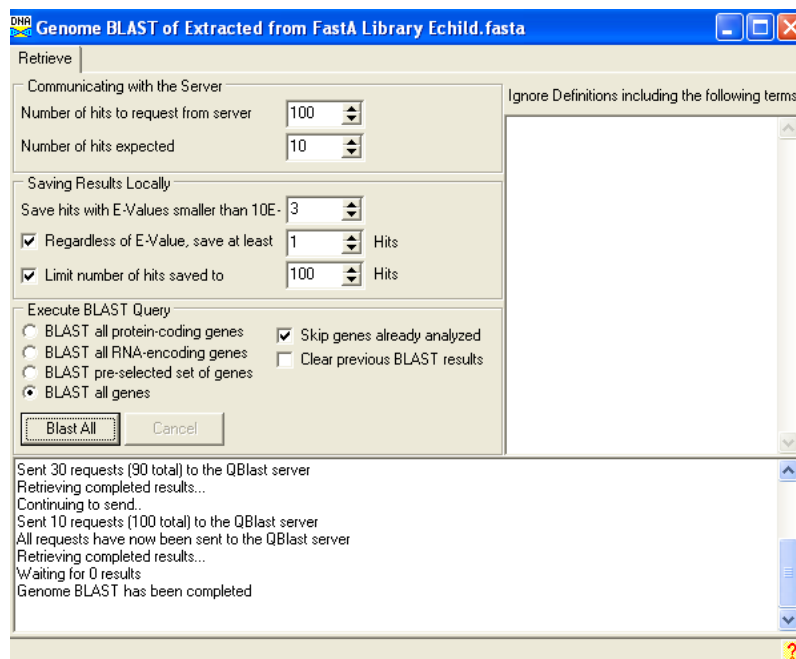 DNA
Genome BLAST of Extracted from FastA Library Echild.fasta
Retrieve
Communicating with the Server
Number of hits to request from server 100
Number of hits expected 10
Ignore Definitions including the following terms
Saving Results Locally
Save hits with E-Values smaller than 10E- 3
Regardless of E-Value, save at least 1 Hits
Limit number of hits saved to 100 Hits
Execute BLAST Query
BLAST all protein-coding genes
BLAST all RNA-encoding genes
BLAST pre-selected set of genes
BLAST all genes
Skip genes already analyzed
Clear previous BLAST results
Blast All Cancel
Sent 30 requests (90 total) to the QBlast server
Retrieving completed results...
Continuing to send..
Sent 10 requests (100 total) to the QBlast server
All requests have now been sent to the QBlast server
Retrieving completed results...
Waiting for 0 results
Genome BLAST has been completed
?